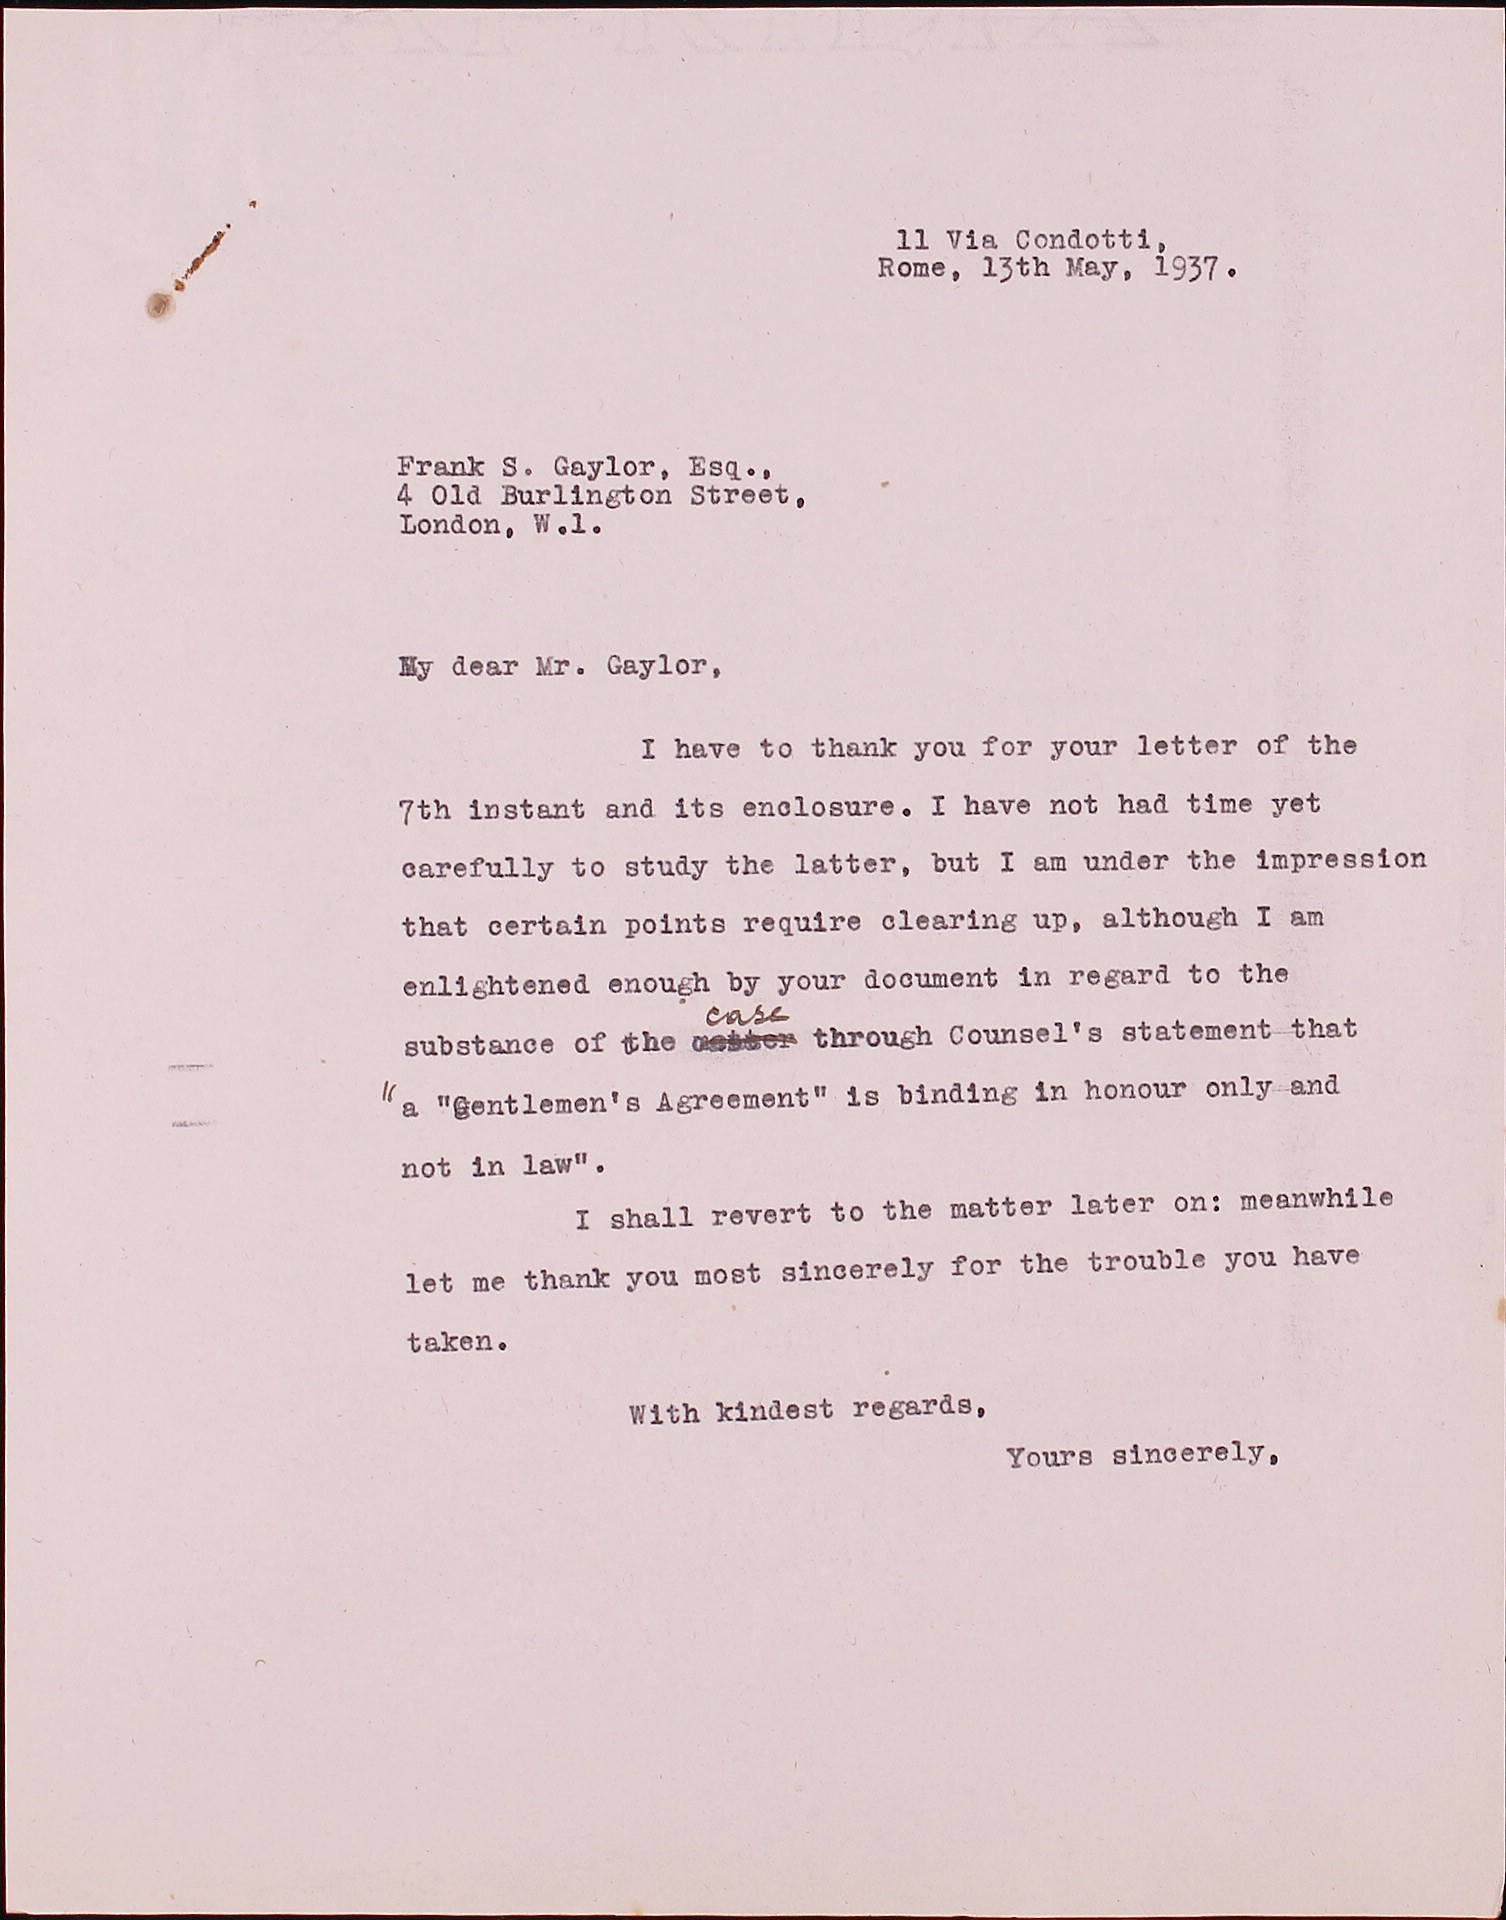 11 Via Condotti,
Rome, 13th May, 1937.
Frank S. Gaylor, Esq.,
4 Old Burlington Street,
London, W.1.
My dear Mr. Gaylor,
I have to thank you for your letter of the
7th instant and its enclosure. I have not had time yet
carefully to study the latter, but I am under the impression
that certain points require clearing up, although I am
enlightened enough by your document in regard to the
case
substance of the matter through Counsel's statement that
"a "Gentlemen's Agreement" is binding in honour only and
not in law".
I shall revert to the matter later on: meanwhile
let me thank you most sincerely for the trouble you have
taken.
With kindest regards,
Yours sincerely,